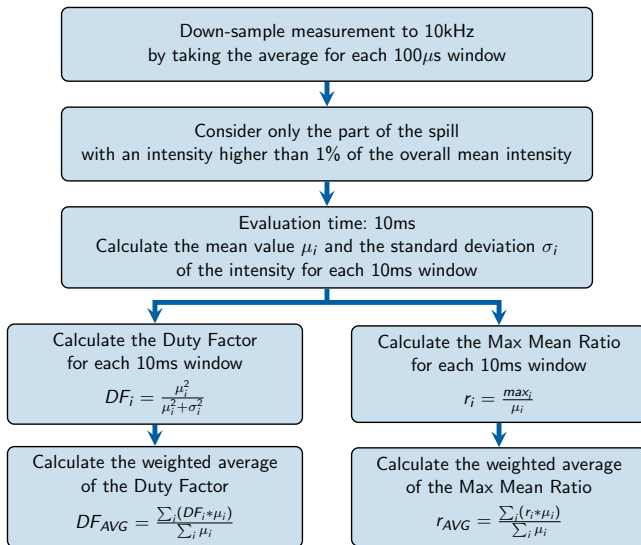 Down-sample measurement to 10kHz
by taking the average for each 100μs window
Consider only the part of the spill
with an intensity higher than 1% of the overall mean intensity
Evaluation time: 10ms
Calculate the mean value μ_i and the standard deviation σ_i
of the intensity for each 10ms window
Calculate the Duty Factor
for each 10ms window
DF_i = μ_i^2 / (μ_i^2+σ_i^2)
Calculate the weighted average
of the Duty Factor
DF_AVG = ∑_i(DF_i*μ_i) / ∑_i μ_i
Calculate the Max Mean Ratio
for each 10ms window
r_i = max_i / μ_i
Calculate the weighted average
of the Max Mean Ratio
r_AVG = ∑_i(r_i*μ_i) / ∑_i μ_i